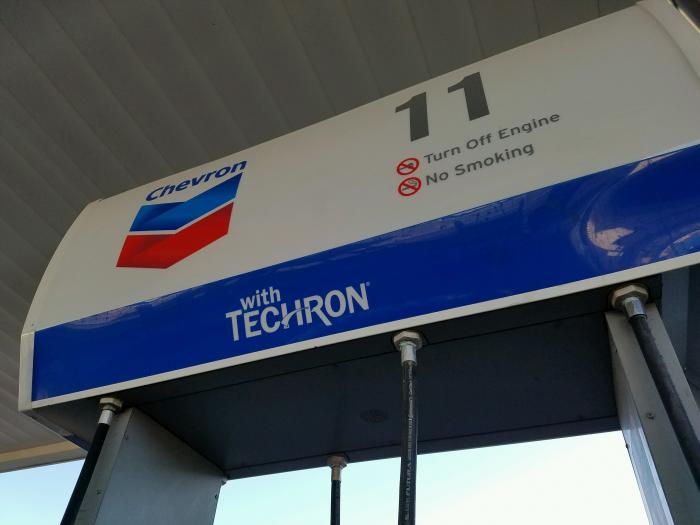 11
Turn Off Engine
No Smoking
Chevron
with
TECHRON®